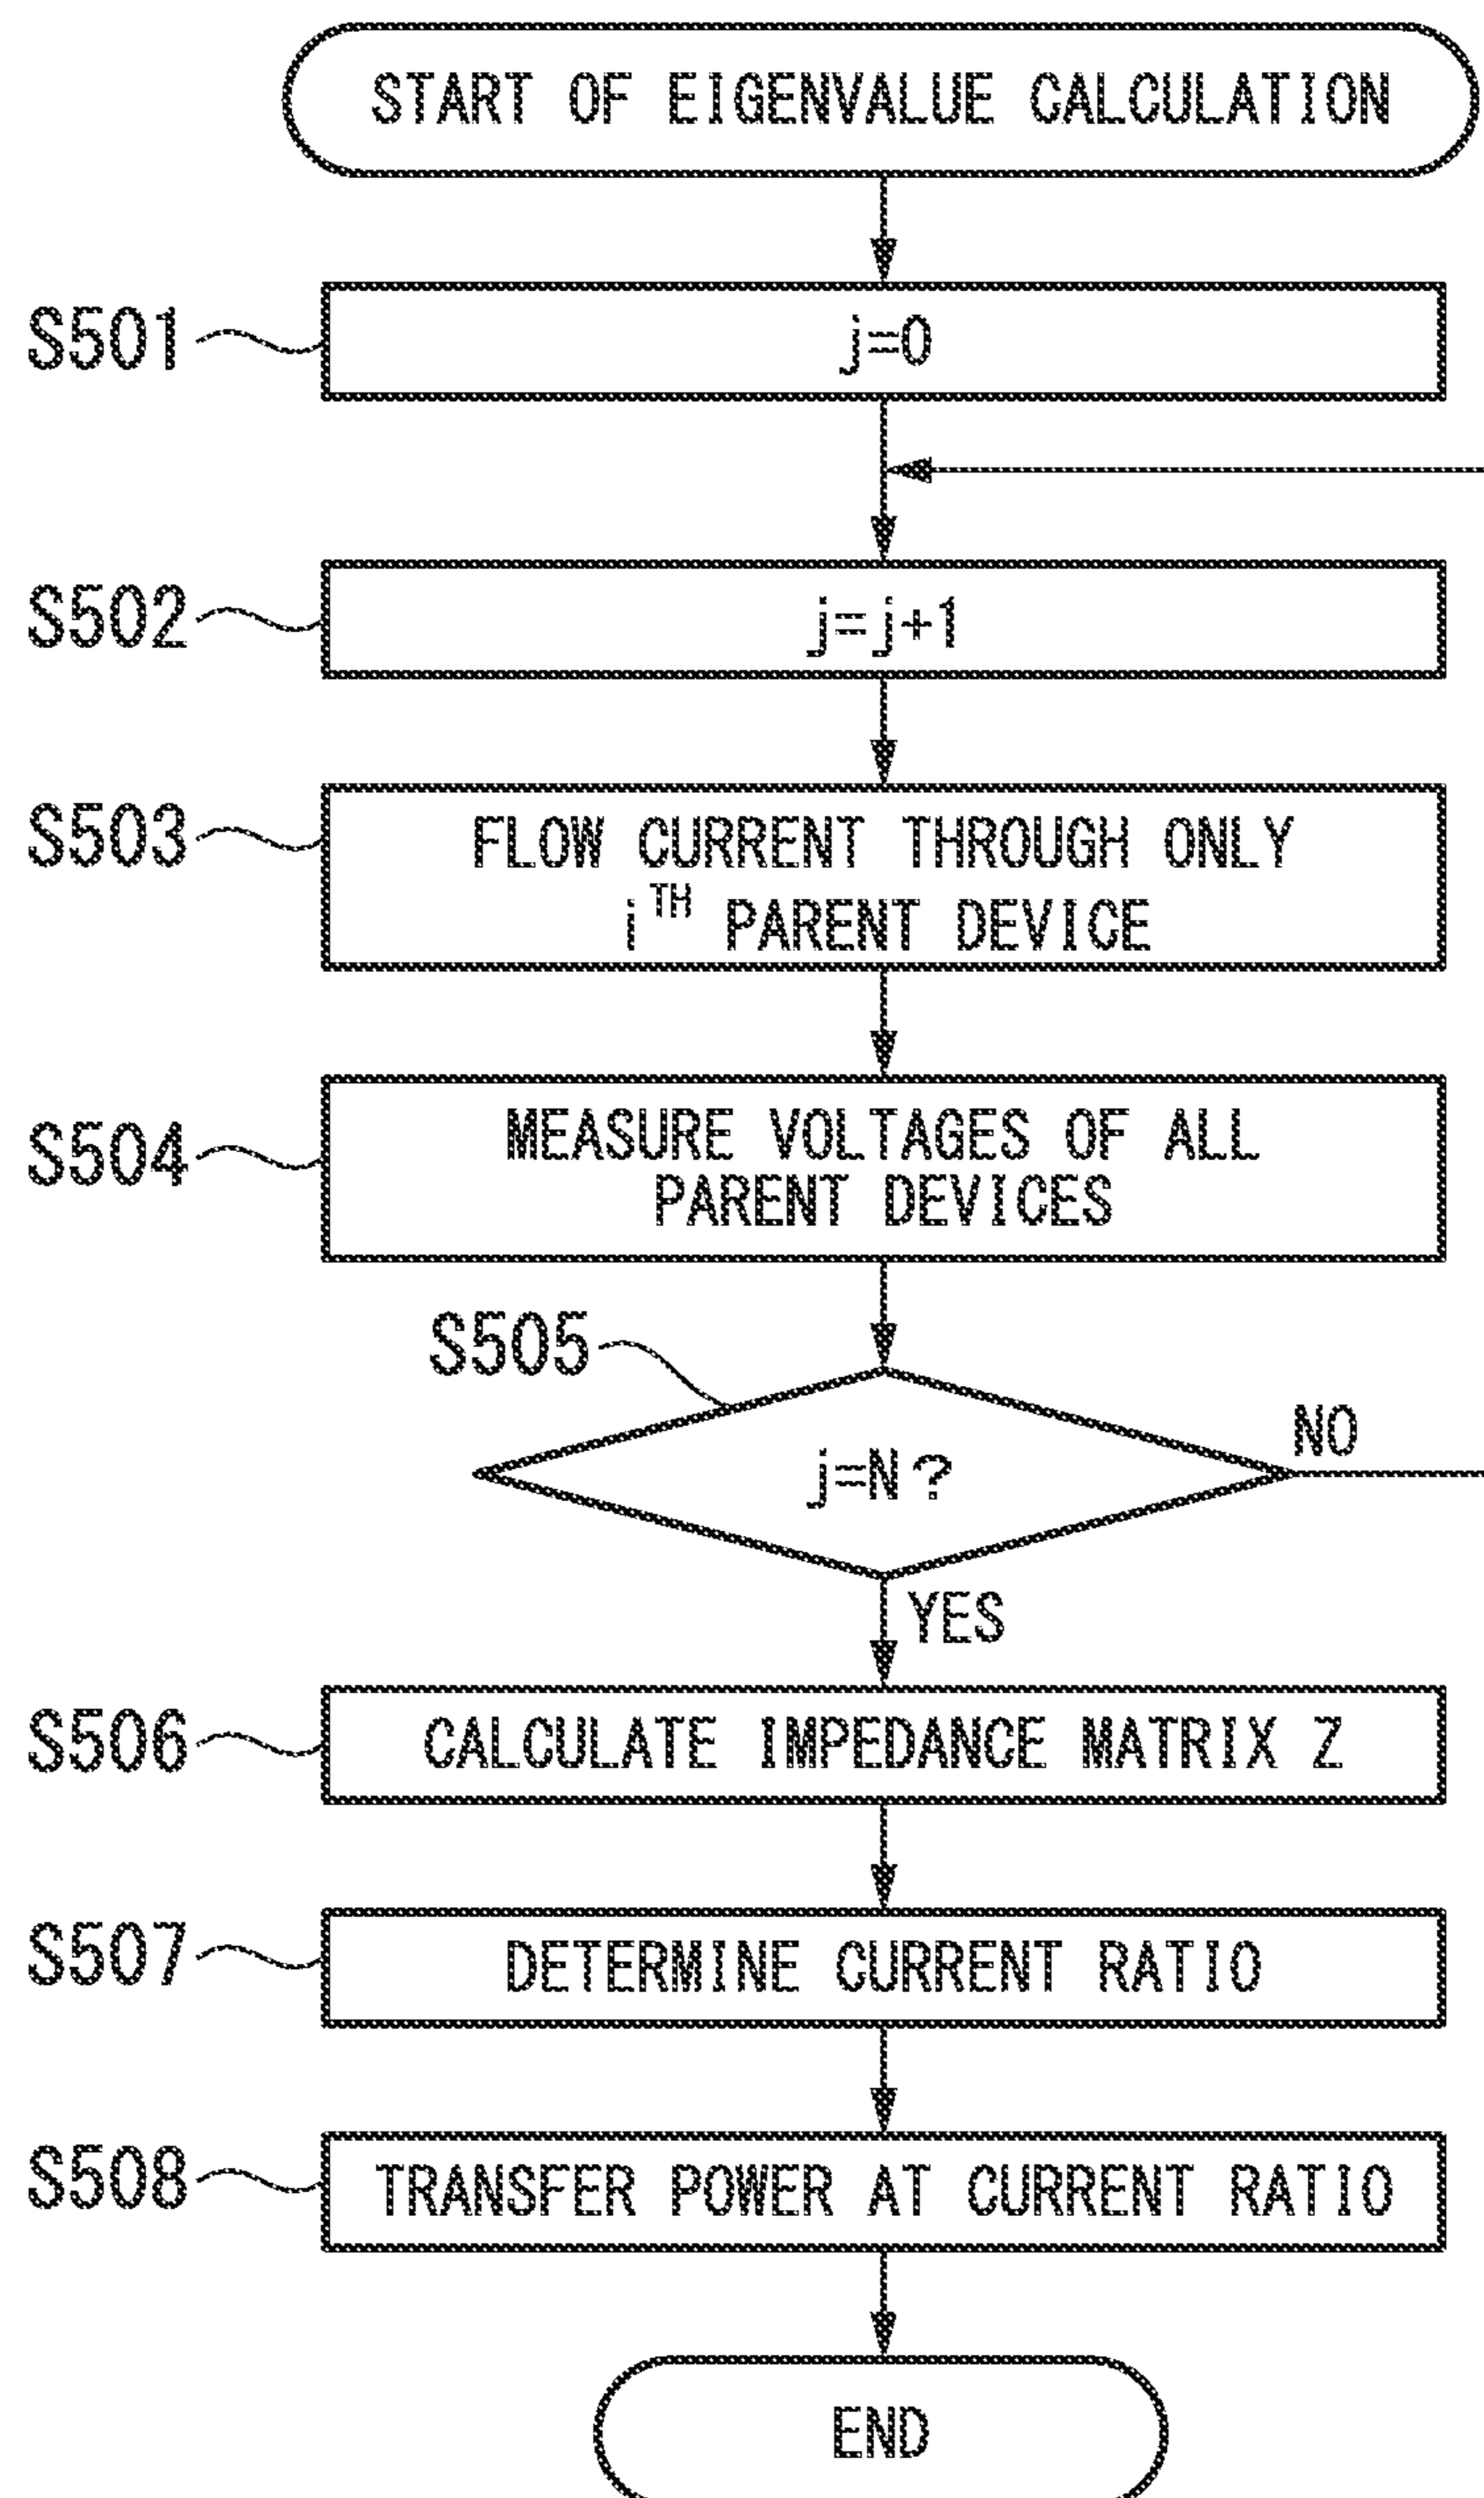 START OF EIGENVALUE CALCULATION
S501
j=0
S502
j=j+1
S503
FLOW CURRENT THROUGH ONLY
iTH PARENT DEVICE
S504
MEASURE VOLTAGES OF ALL
PARENT DEVICES
S505
j=N?
NO
YES
S506
CALCULATE IMPEDANCE MATRIX Z
S507
DETERMINE CURRENT RATIO
S508
TRANSFER POWER AT CURRENT RATIO
END